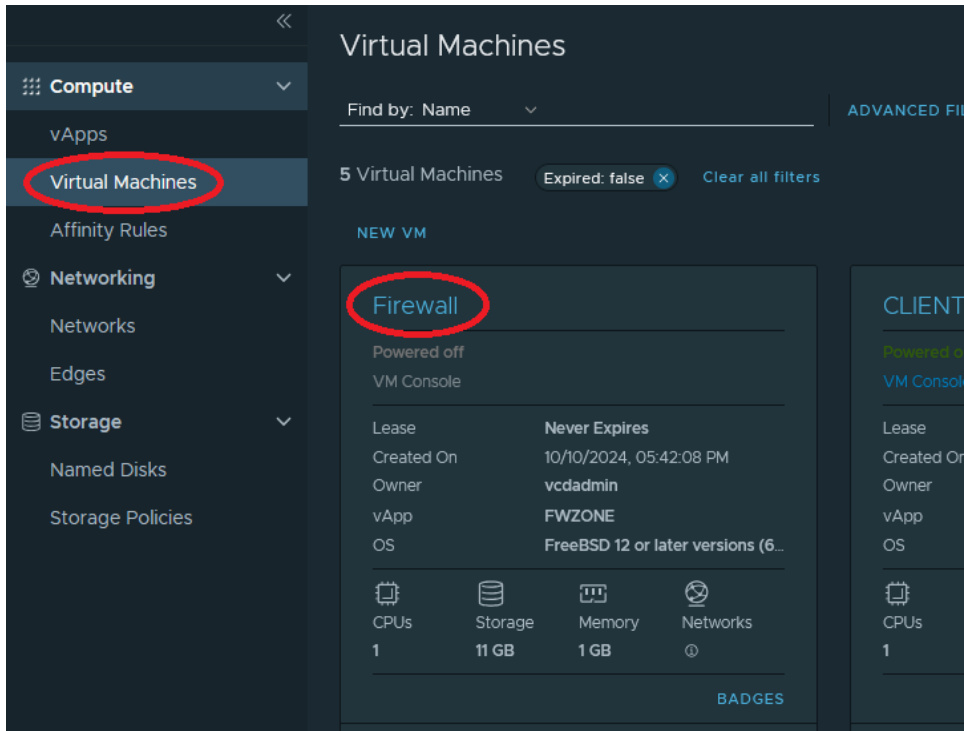 Compute
vApps
Virtual Machines
Affinity Rules
Networking
Networks
Edges
Storage
Named Disks
Storage Policies
Virtual Machines
Find by: Name
ADVANCED FIL
5 Virtual Machines Expired: false Clear all filters
NEW VM
Firewall
Powered off
VM Console
Lease Never Expires
Created On 10/10/2024, 05:42:08 PM
Owner vcdadmin
vApp FWZONE
OS FreeBSD 12 or later versions (6...
CPUs Storage Memory Networks
1 11 GB 1 GB
BADGES
CLIENT
Powered o
VM Consol
Lease
Created On
Owner
vApp
OS
CPUs
1